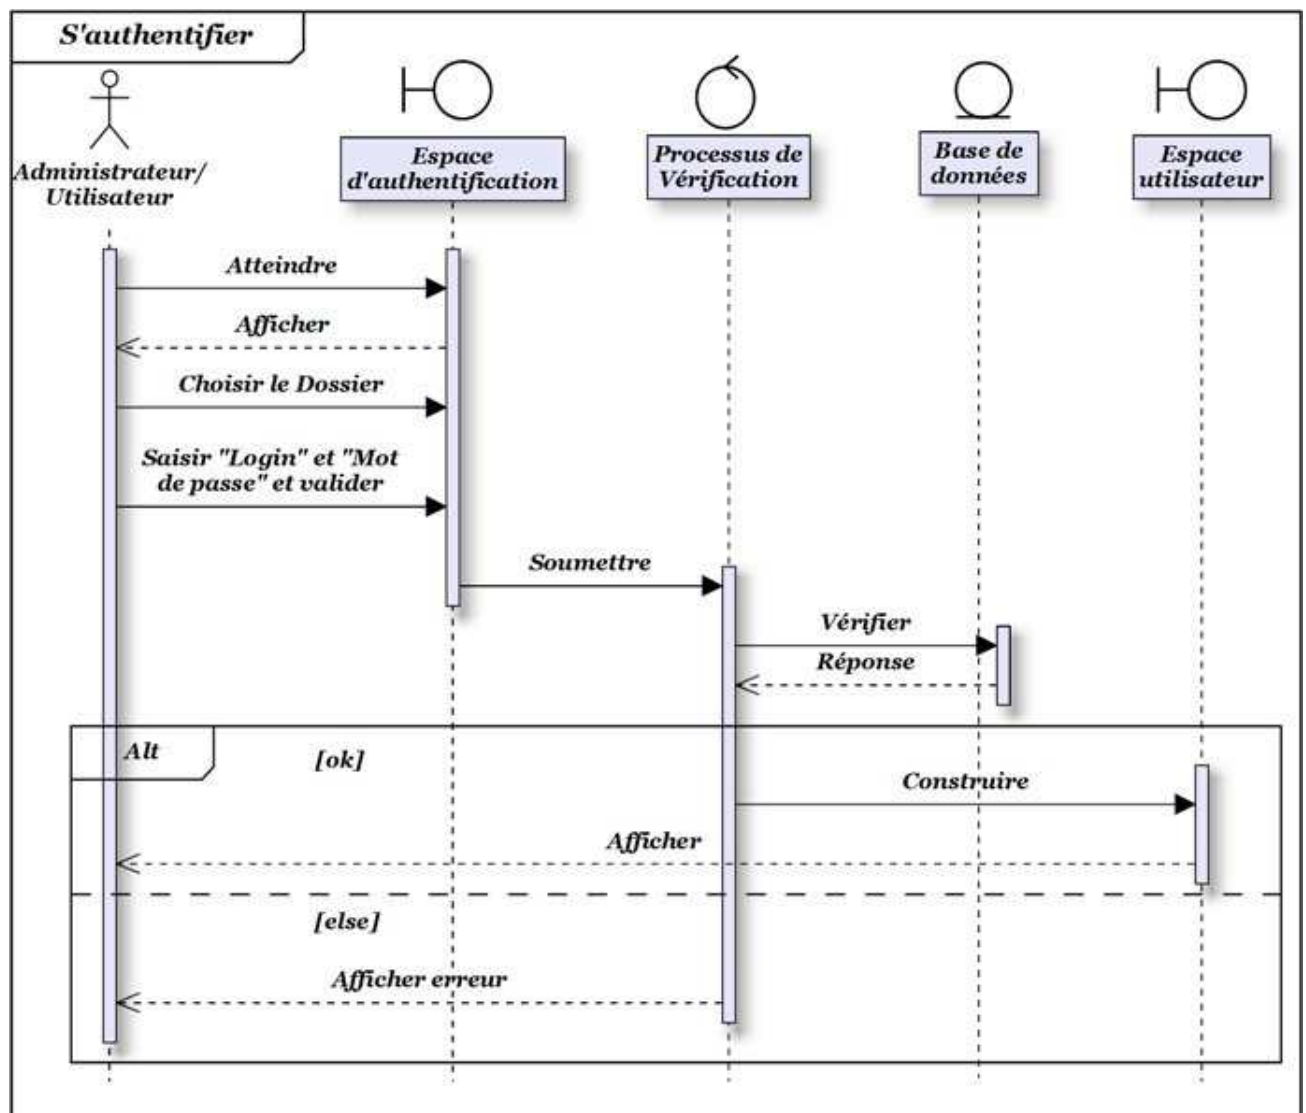 S'authentifier
Administrateur/
Utilisateur
Espace
d'authentification
Processus de
Vérification
Base de
données
Espace
utilisateur
Atteindre
Afficher
Choisir le Dossier
Saisir "Login" et "Mot
de passe" et valider
Soumettre
Vérifier
Réponse
Alt
[ok]
Construire
Afficher
[else]
Afficher erreur